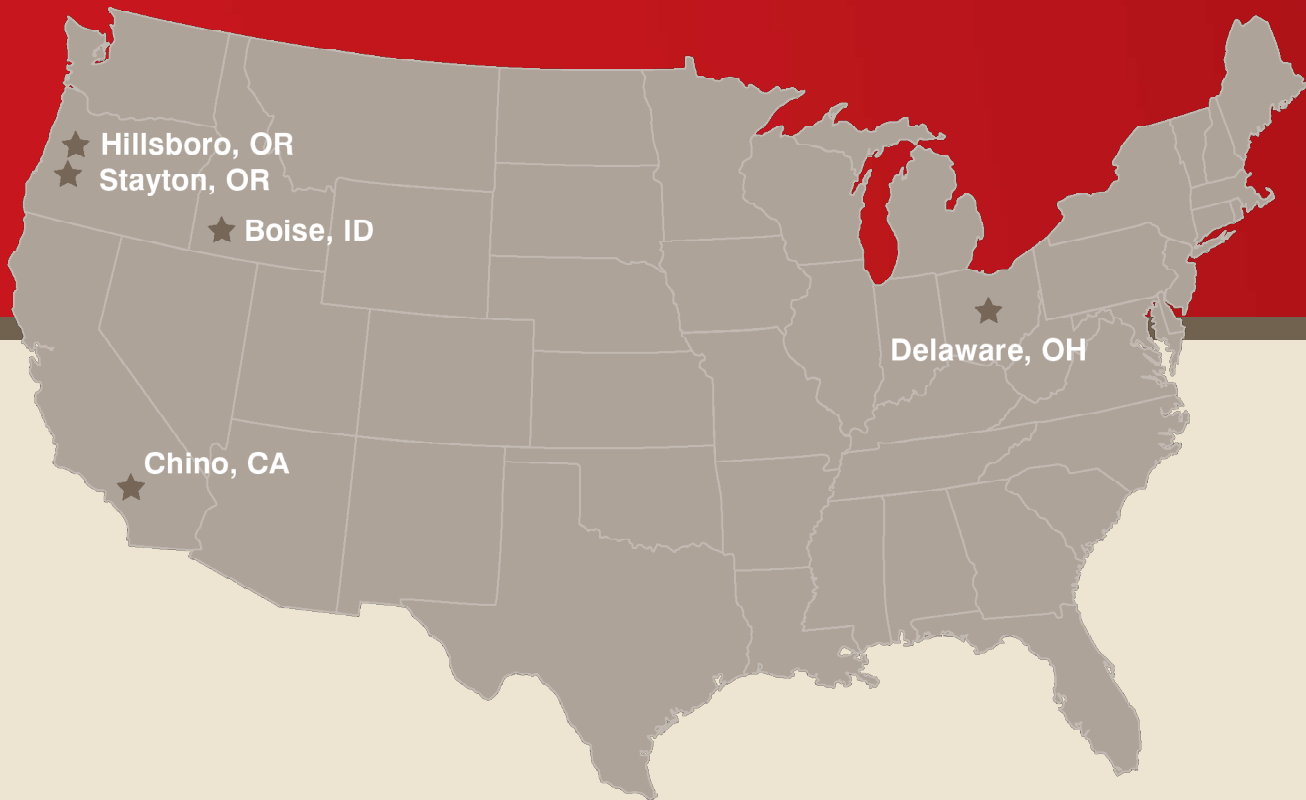 Hillsboro, OR
Stayton, OR
Boise, ID
Delaware, OH
Chino, CA